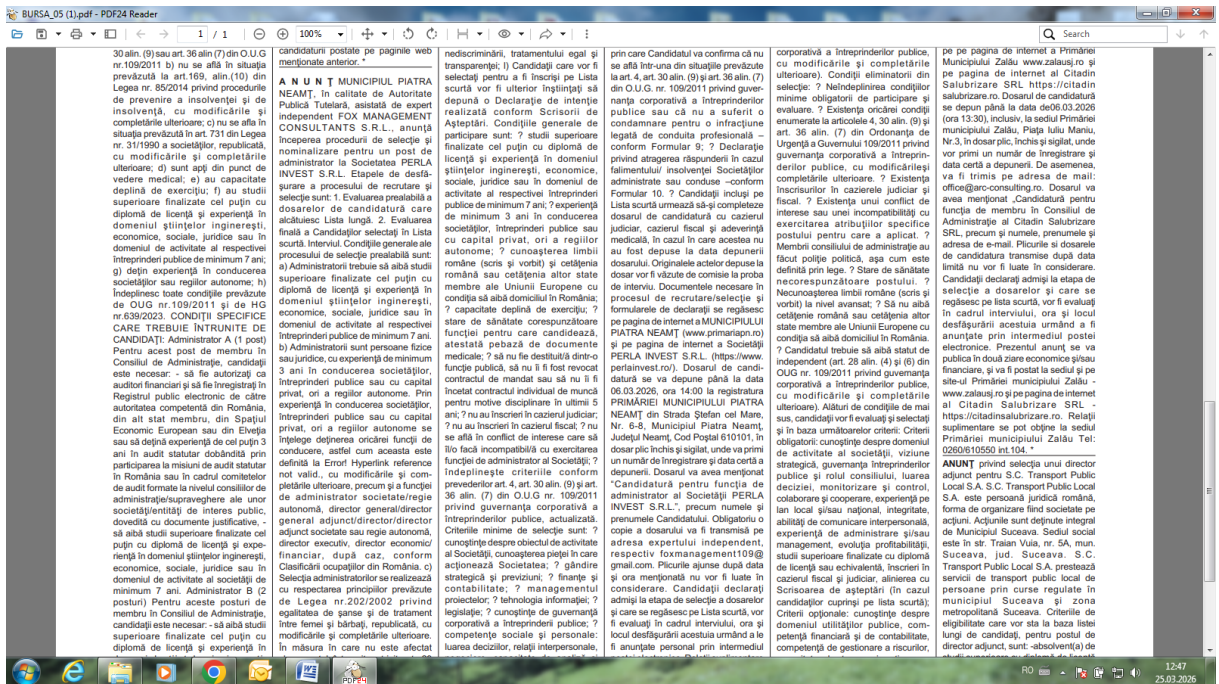 BURSA_05 (1).pdf - PDF24 Reader
1 / 1
100%
Search
30 alin. (9) sau art. 36 alin (7) din O.U.G
nr.109/2011 b) nu se află în situația
prevăzută la art.169, alin.(10) din
Legea nr. 85/2014 privind procedurile
de prevenire a insolvenței și de
insolvență, cu modificările și
completările ulterioare; c) nu se afla în
situația prevăzută în art. 731 din Legea
nr. 31/1990 a societăților, republicată,
cu modificările și completările
ulterioare; d) sunt apți din punct de
vedere medical; e) au capacitate
deplină de exercițiu; f) au studii
superioare finalizate cel puțin cu
diplomă de licență și experiență în
domeniul științelor inginerești,
economice, sociale, juridice sau în
domeniul de activitate al respectivei
întreprinderi publice de minimum 7 ani;
g) dețin experiență în conducerea
societăților sau regiilor autonome; h)
Îndeplinesc toate condițiile prevăzute
de OUG nr.109/2011 și de HG
nr.639/2023. CONDIȚII SPECIFICE
CARE TREBUIE ÎNTRUNITE DE
CANDIDAȚI: Administrator A (1 post)
Pentru acest post de membru în
Consiliul de Administrație, candidații
este necesar: - să fie autorizați ca
auditori financiari și să fie înregistrați în
Registrul public electronic de către
autoritatea competentă din România,
din alt stat membru, din Spațiul
Economic European sau din Elveția
sau să dețină experiență de cel puțin 3
ani în audit statutar dobândită prin
participarea la misiuni de audit statutar
în România sau în cadrul comitetelor
de audit formate la nivelul consiliilor de
administrație/supraveghere ale unor
societăți/entități de interes public,
dovedită cu documente justificative, -
să aibă studii superioare finalizate cel
puțin cu diplomă de licență și expe-
riență în domeniul științelor inginerești,
economice, sociale, juridice sau în
domeniul de activitate al societății de
minimum 7 ani. Administrator B (2
posturi) Pentru aceste posturi de
membru în Consiliul de Administrație,
candidații este necesar: - să aibă studii
superioare finalizate cel puțin cu
diplomă de licență și experiență în
candidaturii postate pe paginile web
menționate anterior. *
A N U N Ț MUNICIPIUL PIATRA
NEAMȚ, în calitate de Autoritate
Publică Tutelară, asistată de expert
independent FOX MANAGEMENT
CONSULTANTS S.R.L., anunță
începerea procedurii de selecție și
nominalizare pentru un post de
administrator la Societatea PERLA
INVEST S.R.L. Etapele de desfă-
șurare a procesului de recrutare și
selecție sunt: 1. Evaluarea prealabilă a
dosarelor de candidatură care
alcătuiesc Lista lungă. 2. Evaluarea
finală a Candidaților selectați în Lista
scurtă. Interviul. Condițiile generale ale
procesului de selecție prealabilă sunt:
a) Administratorii trebuie să aibă studii
superioare finalizate cel puțin cu
diplomă de licență și experiență în
domeniul științelor inginerești,
economice, sociale, juridice sau în
domeniul de activitate al respectivei
întreprinderi publice de minimum 7 ani.
b) Administratorii sunt persoane fizice
sau juridice, cu experiență de minimum
3 ani în conducerea societăților,
întreprinderi publice sau cu capital
privat, ori a regiilor autonome. Prin
experiență în conducerea societăților,
întreprinderi publice sau cu capital
privat, ori a regiilor autonome se
înțelege deținerea oricărei funcții de
conducere, astfel cum aceasta este
definită la Error! Hyperlink reference
not valid., cu modificările și com-
pletările ulterioare, precum și a funcției
de administrator societate/regie
autonomă, director general/director
general adjunct/director/director
adjunct societate sau regie autonomă,
director executiv, director economic/
financiar, după caz, conform
Clasificării ocupațiilor din România. c)
Selecția administratorilor se realizează
cu respectarea principiilor prevăzute
de Legea nr.202/2002 privind
egalitatea de șanse și de tratament
între femei și bărbați, republicată, cu
modificările și completările ulterioare.
În măsura în care nu este afectat
nediscriminării, tratamentului egal și
transparenței; l) Candidații care vor fi
selectați pentru a fi înscriși pe Lista
scurtă vor fi ulterior înștiințați să
depună o Declarație de intenție
realizată conform Scrisorii de
Așteptări. Condițiile generale de
participare sunt: ? studii superioare
finalizate cel puțin cu diplomă de
licență și experiență în domeniul
științelor inginerești, economice,
sociale, juridice sau în domeniul de
activitate al respectivei întreprinderi
publice de minimum 7 ani; ? experiență
de minimum 3 ani în conducerea
societăților, întreprinderi publice sau
cu capital privat, ori a regiilor
autonome; ? cunoașterea limbii
române (scris și vorbit) și cetățenia
română sau cetățenia altor state
membre ale Uniunii Europene cu
condiția să aibă domiciliul în România;
? capacitate deplină de exercițiu; ?
stare de sănătate corespunzătoare
funcției pentru care candidează,
atestată pebază de documente
medicale; ? să nu fie destituit/ă dintr-o
funcție publică, să nu îi fi fost revocat
contractul de mandat sau să nu îi fi
încetat contractul individual de muncă
pentru motive disciplinare în ultimii 5
ani; ? nu au înscrieri în cazierul judiciar;
? nu au înscrieri în cazierul fiscal; ? nu
se află în conflict de interese care să
îl/o facă incompatibil/ă cu exercitarea
funcției de administrator al Societății; ?
îndeplinește criteriile conform
prevederilor art. 4, art. 30 alin. (9) și art.
36 alin. (7) din O.U.G nr. 109/2011
privind guvernanța corporativă a
întreprinderilor publice, actualizată.
Criteriile minime de selecție sunt: ?
cunoștințe despre obiectul de activitate
al Societății, cunoașterea pieței în care
acționează Societatea; ? gândire
strategică și previziuni; ? finanțe și
contabilitate; ? managementul
proiectelor; ? tehnologia informației; ?
legislație; ? cunoștințe de guvernanță
corporativă a întreprinderii publice; ?
competențe sociale și personale:
luarea deciziilor, relații interpersonale,
prin care Candidatul va confirma că nu
se află într-una din situațiile prevăzute
la art. 4, art. 30 alin. (9) și art. 36 alin. (7)
din O.U.G. nr. 109/2011 privind guver-
nanța corporativă a întreprinderilor
publice sau că nu a suferit o
condamnare pentru o infracțiune
legată de conduita profesională –
conform Formular 9; ? Declarație
privind atragerea răspunderii în cazul
falimentului/ insolvenței Societăților
administrate sau conduse –conform
Formular 10. ? Candidații incluși pe
Lista scurtă urmează să-și completeze
dosarul de candidatură cu cazierul
judiciar, cazierul fiscal și adeverință
medicală, în cazul în care acestea nu
au fost depuse la data depunerii
dosarului. Originalele actelor depuse la
dosar vor fi văzute de comisie la proba
de interviu. Documentele necesare în
procesul de recrutare/selecție și
formularele de declarații se regăsesc
pe pagina de internet a MUNICIPIULUI
PIATRA NEAMȚ (www.primariapn.ro)
și pe pagina de internet a Societății
PERLA INVEST S.R.L. (https://www.
perlainvest.ro/). Dosarul de candi-
datură se va depune până la data
06.03.2026, ora 14:00 la registratura
PRIMĂRIEI MUNICIPIULUI PIATRA
NEAMȚ din Strada Ștefan cel Mare,
Nr. 6-8, Municipiul Piatra Neamț,
Județul Neamț, Cod Poștal 610101, în
dosar plic închis și sigilat, unde va primi
un număr de înregistrare și data certă a
depunerii. Dosarul va avea menționat
"Candidatură pentru funcția de
administrator al Societății PERLA
INVEST S.R.L.", precum numele și
prenumele Candidatului. Obligatoriu o
copie a dosarului va fi transmisă pe
adresa expertului independent,
respectiv foxmanagement109@
gmail.com. Plicurile ajunse după data
și ora menționată nu vor fi luate în
considerare. Candidații declarați
admiși la etapa de selecție a dosarelor
și care se regăsesc pe Lista scurtă, vor
fi evaluați în cadrul interviului, ora și
locul desfășurării acestuia urmând a le
fi anunțate personal prin intermediul
corporativă a întreprinderilor publice,
cu modificările și completările
ulterioare). Condiții eliminatorii din
selecție: ? Neîndeplinirea condițiilor
minime obligatorii de participare și
evaluare. ? Existența oricărei condiții
enumerate la articolele 4, 30 alin. (9) și
art. 36 alin. (7) din Ordonanța de
Urgență a Guvernului 109/2011 privind
guvernanța corporativă a întreprin-
derilor publice, cu modificările și
completările ulterioare. ? Existența
înscrisurilor în cazierele judiciar și
fiscal. ? Existența unui conflict de
interese sau unei incompatibilități cu
exercitarea atribuțiilor specifice
postului pentru care a aplicat. ?
Membrii consiliului de administrație au
făcut poliție politică, așa cum este
definită prin lege. ? Stare de sănătate
necorespunzătoare postului. ?
Necunoașterea limbii române (scris și
vorbit) la nivel avansat; ? Să nu aibă
cetățenie română sau cetățenia altor
state membre ale Uniunii Europene cu
condiția să aibă domiciliul în România.
? Candidatul trebuie să aibă statut de
independent (art. 28 alin. (4) și (6) din
OUG nr. 109/2011 privind guvernanța
corporativă a întreprinderilor publice,
cu modificările și completările
ulterioare). Alături de condițiile de mai
sus, candidații vor fi evaluați și selectați
și în baza următoarelor criterii: Criterii
obligatorii: cunoștințe despre domeniul
de activitate al societății, viziune
strategică, guvernanța întreprinderilor
publice și rolul consiliului, luarea
deciziei, monitorizare și control,
colaborare și cooperare, experiență pe
lan local și/sau național, integritate,
abilități de comunicare interpersonală,
experiență de administrare și/sau
management, evoluția profitabilității,
studii superioare finalizate cu diplomă
de licență sau echivalentă, înscrieri în
cazierul fiscal și judiciar, alinierea cu
Scrisoarea de așteptări (în cazul
candidaților cuprinși pe lista scurtă);
Criterii opționale: cunoștințe despre
domeniul utilităților publice, com-
petență financiară și de contabilitate,
competență de gestionare a riscurilor,
pe pe pagina de internet a Primăriei
Municipiului Zalău www.zalausj.ro și
pe pagina de internet al Citadin
Salubrizare SRL https://citadin
salubrizare.ro. Dosarul de candidatură
se depun până la data de06.03.2026
(ora 13:30), inclusiv, la sediul Primăriei
municipiului Zalău, Piața Iuliu Maniu,
Nr.3, în dosar plic, închis și sigilat, unde
vor primi un număr de înregistrare și
data certă a depunerii. De asemenea,
va fi trimis pe adresa de mail:
office@arc-consulting.ro. Dosarul va
avea menționat „Candidatură pentru
funcția de membru în Consiliul de
Administrație al Citadin Salubrizare
SRL, precum și numele, prenumele și
adresa de e-mail. Plicurile si dosarele
de candidatura transmise după data
limită nu vor fi luate în considerare.
Candidații declarați admiși la etapa de
selecție a dosarelor și care se
regăsesc pe lista scurtă, vor fi evaluați
în cadrul interviului, ora și locul
desfășurării acestuia urmând a fi
anunțate prin intermediul postei
electronice. Prezentul anunț se va
publica în două ziare economice și/sau
financiare, și va fi postat la sediul și pe
site-ul Primăriei municipiului Zalău -
www.zalausj.ro și pe pagina de internet
al Citadin Salubrizare SRL -
https://citadinsalubrizare.ro. Relații
suplimentare se pot obține la sediul
Primăriei municipiului Zalău Tel:
0260/610550 int.104. *
ANUNȚ privind selecția unui director
adjunct pentru S.C. Transport Public
Local S.A. S.C. Transport Public Local
S.A. este persoană juridică română,
forma de organizare fiind societate pe
acțiuni. Acțiunile sunt deținute integral
de Municipiul Suceava. Sediul social
este în str. Traian Vuia, nr. 5A, mun.
Suceava, jud. Suceava. S.C.
Transport Public Local S.A. prestează
servicii de transport public local de
persoane prin curse regulate în
municipiul Suceava și zona
metropolitană Suceava. Criteriile de
eligibilitate care vor sta la baza listei
lungi de candidați, pentru postul de
director adjunct, sunt: -absolvent(a) de
RO
12:47
25.03.2026